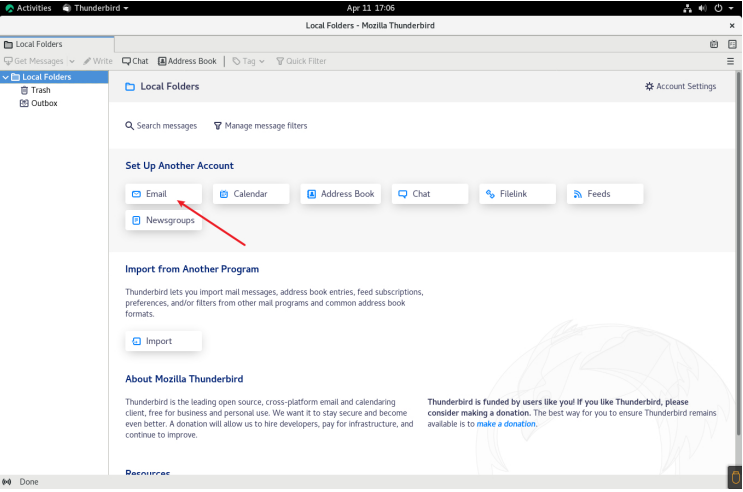 Activities Thunderbird Apr 11 17:06
Local Folders - Mozilla Thunderbird
Local Folders
Get Messages Write Chat Address Book Tag Quick Filter
Local Folders
Trash
Outbox
Local Folders Account Settings
Search messages Manage message filters
Set Up Another Account
Email Calendar Address Book Chat Filelink Feeds
Newsgroups
Import from Another Program
Thunderbird lets you import mail messages, address book entries, feed subscriptions,
preferences, and/or filters from other mail programs and common address book
formats.
Import
About Mozilla Thunderbird
Thunderbird is the leading open source, cross-platform email and calendaring
client, free for business and personal use. We want it to stay secure and become
even better. A donation will allow us to hire developers, pay for infrastructure, and
continue to improve.
Thunderbird is funded by users like you! If you like Thunderbird, please
consider making a donation. The best way for you to ensure Thunderbird remains
available is to make a donation.
Resources
Done